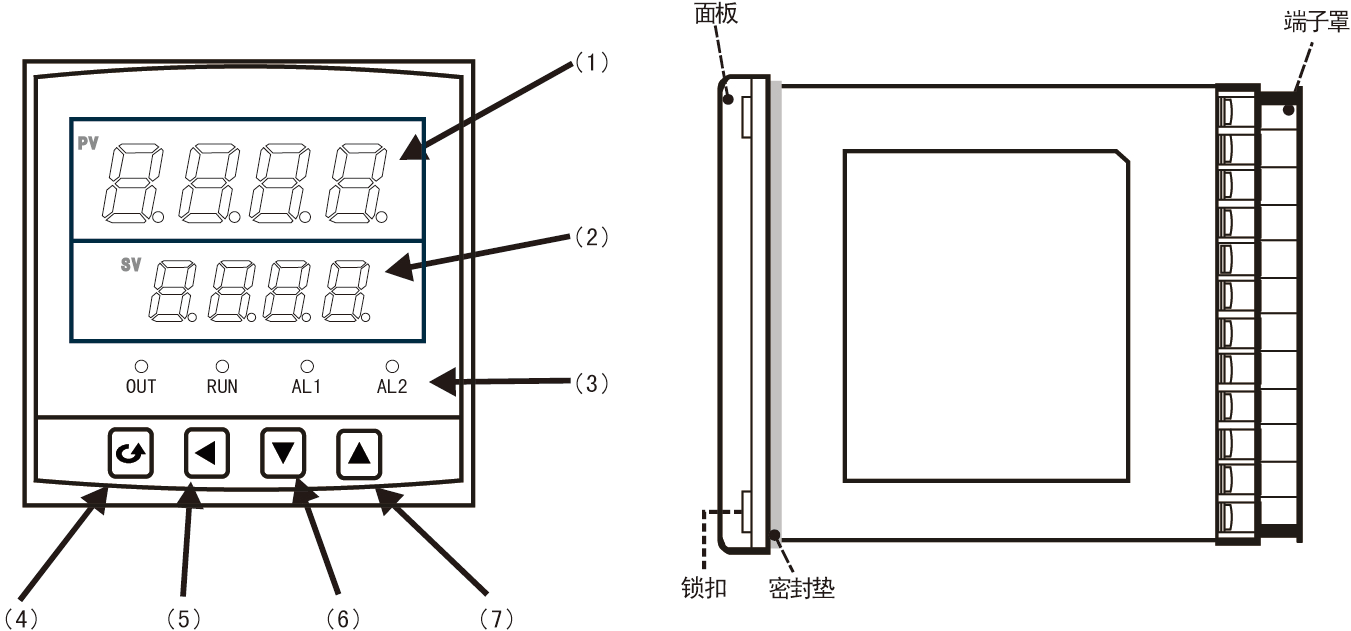 面板
端子罩
(1)
PV
(2)
SV
(3)
OUT RUN AL1 AL2
锁扣 密封垫
(4) (5) (6) (7)